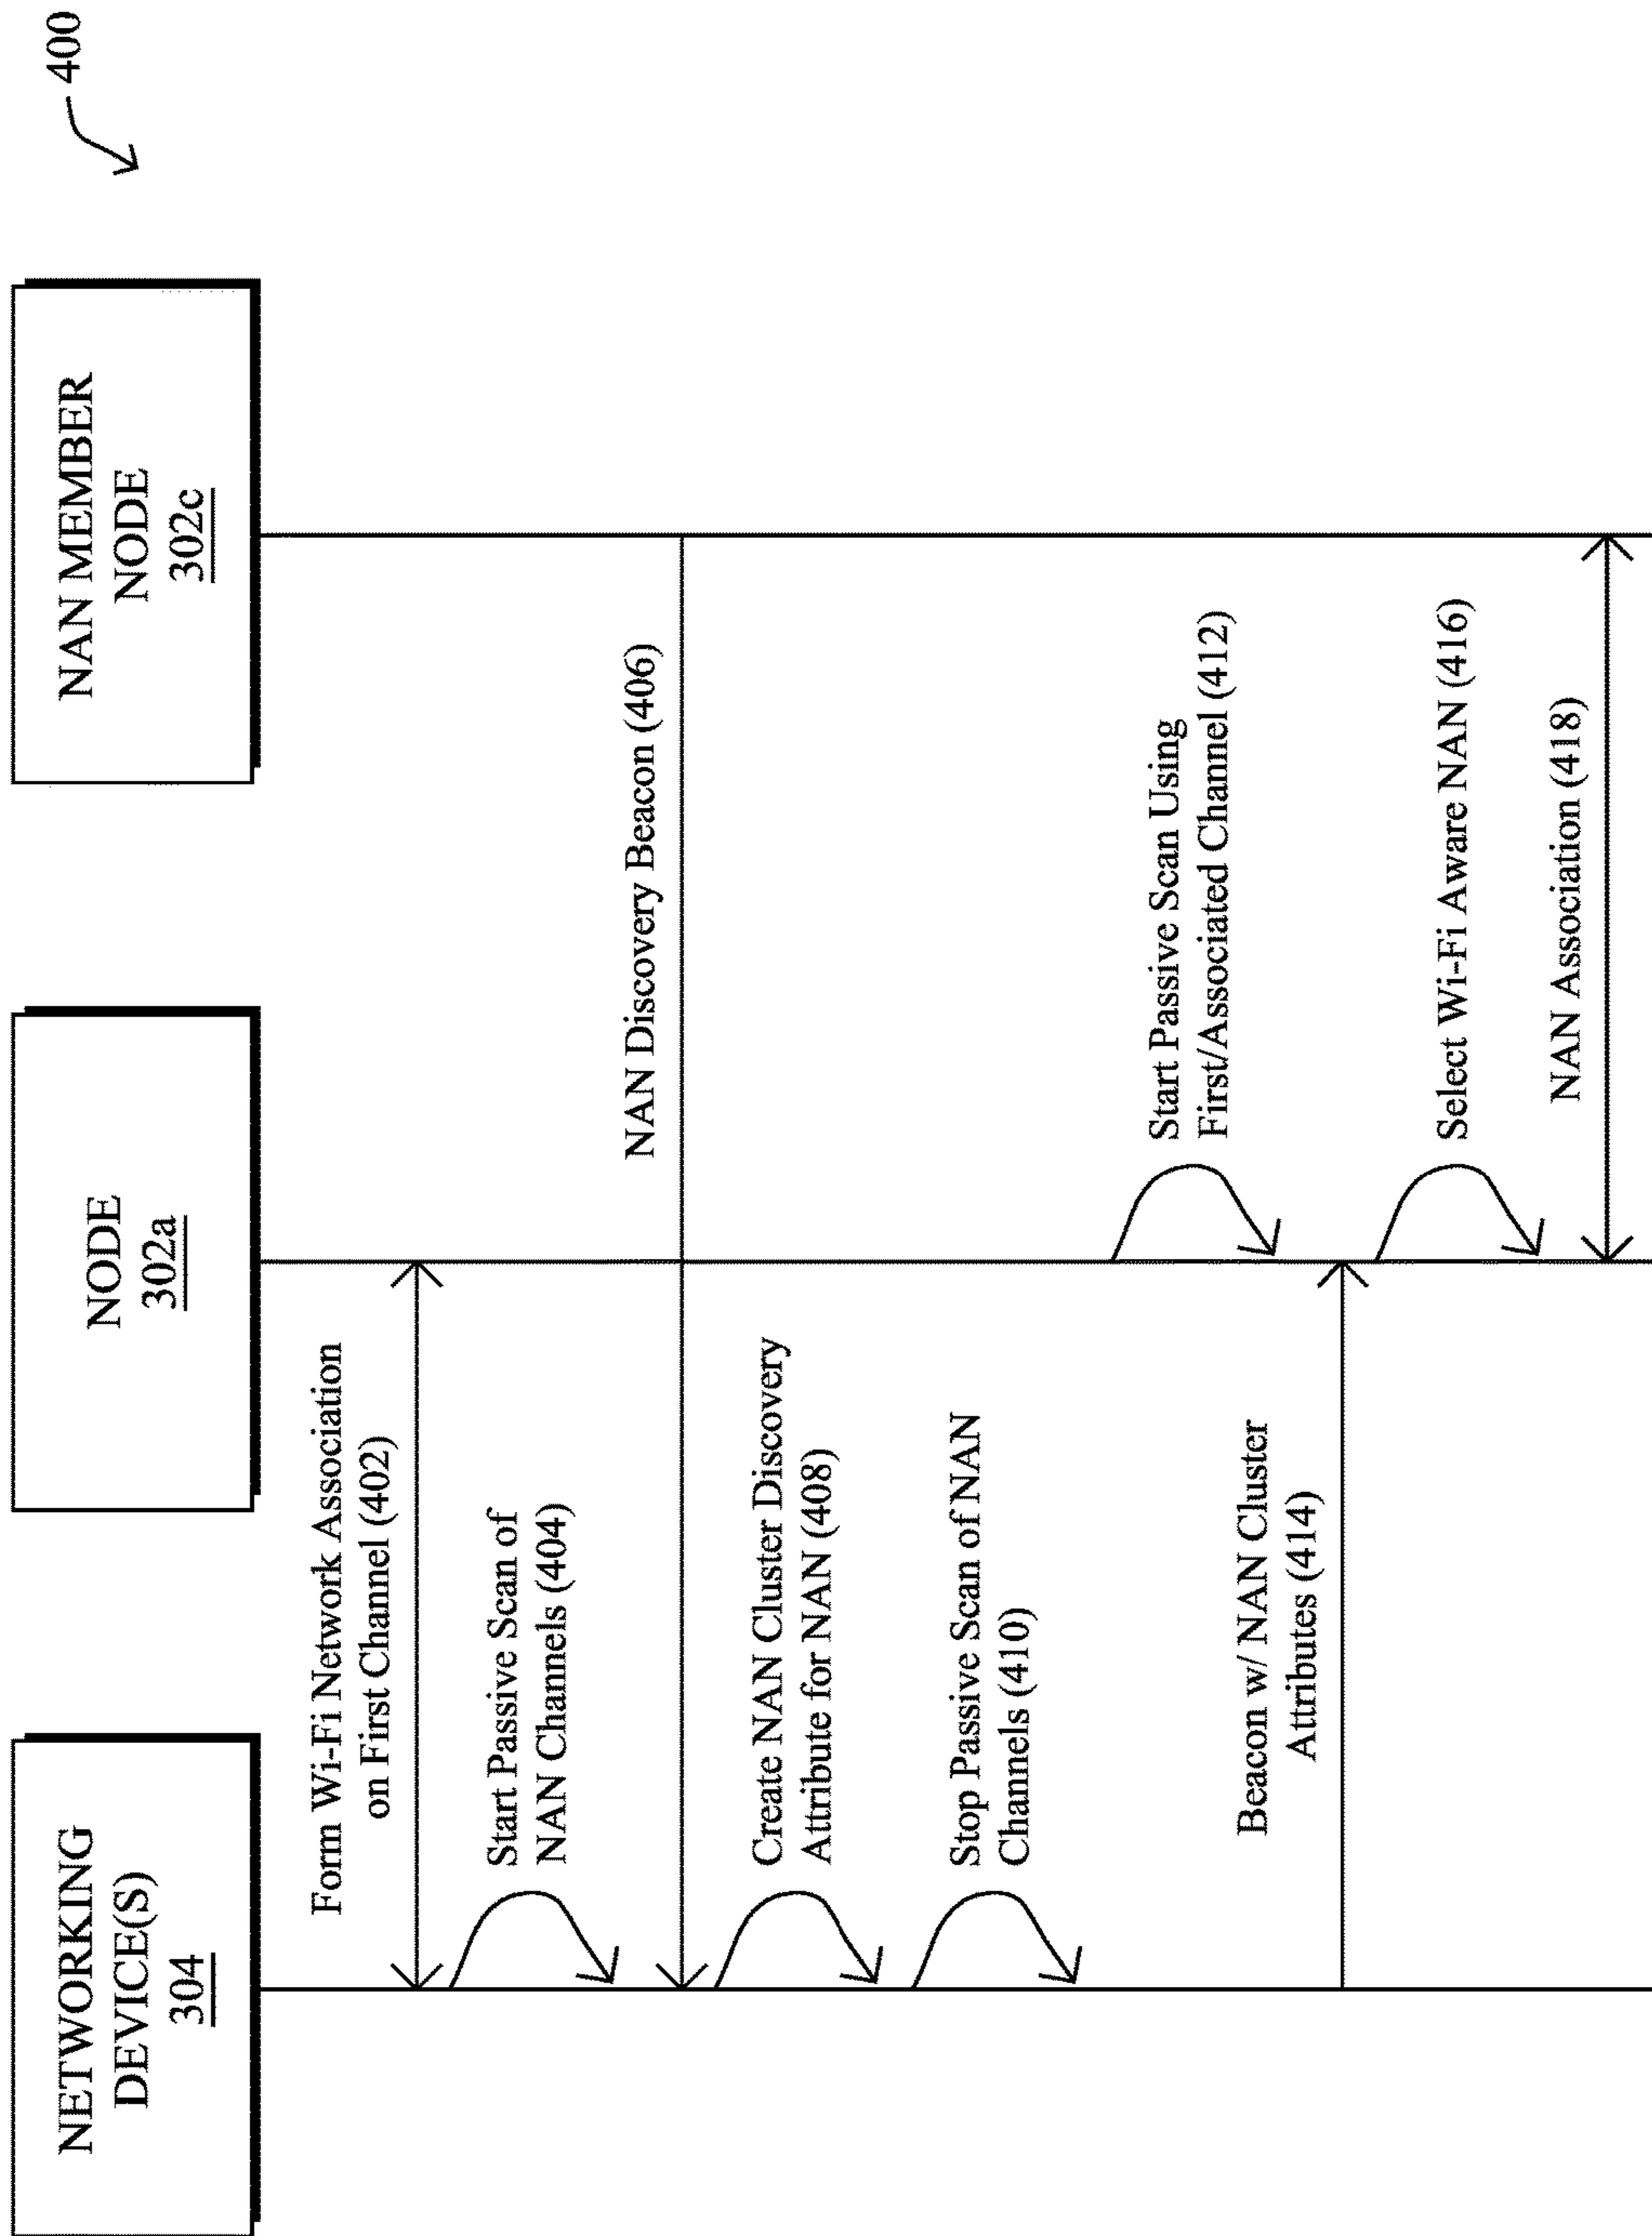 400
NETWORKING
DEVICE(S)
304
NODE
302a
NAN MEMBER
NODE
302c
Form Wi-Fi Network Association
on First Channel (402)
Start Passive Scan of
NAN Channels (404)
NAN Discovery Beacon (406)
Create NAN Cluster Discovery
Attribute for NAN (408)
Stop Passive Scan of NAN
Channels (410)
Start Passive Scan Using
First/Associated Channel (412)
Beacon w/ NAN Cluster
Attributes (414)
Select Wi-Fi Aware NAN (416)
NAN Association (418)